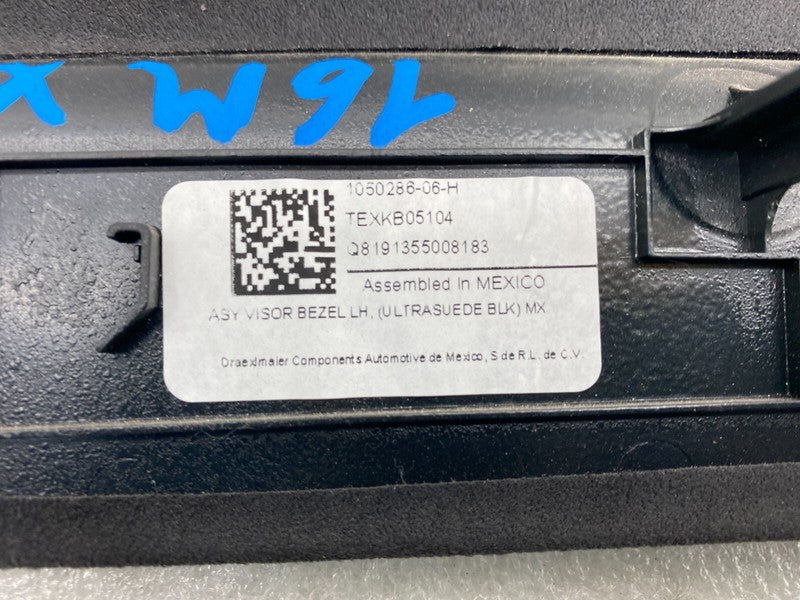 16M X
1050286-06-H
TEXKB05104
Q8191355008183
Assembled In MEXICO
ASY VISOR BEZEL LH, (ULTRASUEDE BLK) MX
Draexlmaier Components Automotive de Mexico, S de R.L. de C.V.